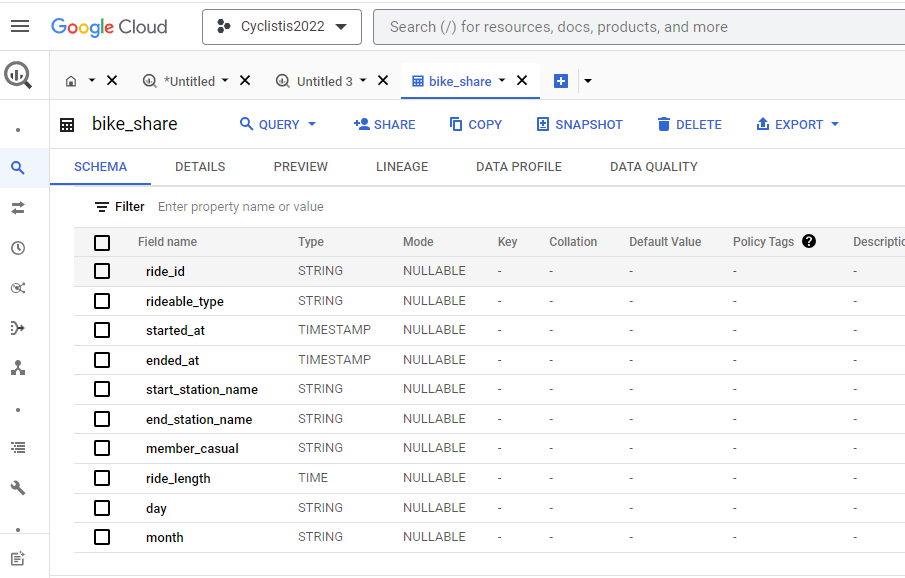 Google Cloud Cyclistis2022 Search (/) for resources, docs, products, and more
*Untitled Untitled 3 bike_share
bike_share QUERY SHARE COPY SNAPSHOT DELETE EXPORT
SCHEMA DETAILS PREVIEW LINEAGE DATA PROFILE DATA QUALITY
Filter Enter property name or value
Field name Type Mode Key Collation Default Value Policy Tags ? Descriptio
ride_id STRING NULLABLE - - - - -
rideable_type STRING NULLABLE - - - - -
started_at TIMESTAMP NULLABLE - - - - -
ended_at TIMESTAMP NULLABLE - - - - -
start_station_name STRING NULLABLE - - - - -
end_station_name STRING NULLABLE - - - - -
member_casual STRING NULLABLE - - - - -
ride_length TIME NULLABLE - - - - -
day STRING NULLABLE - - - - -
month STRING NULLABLE - - - - -